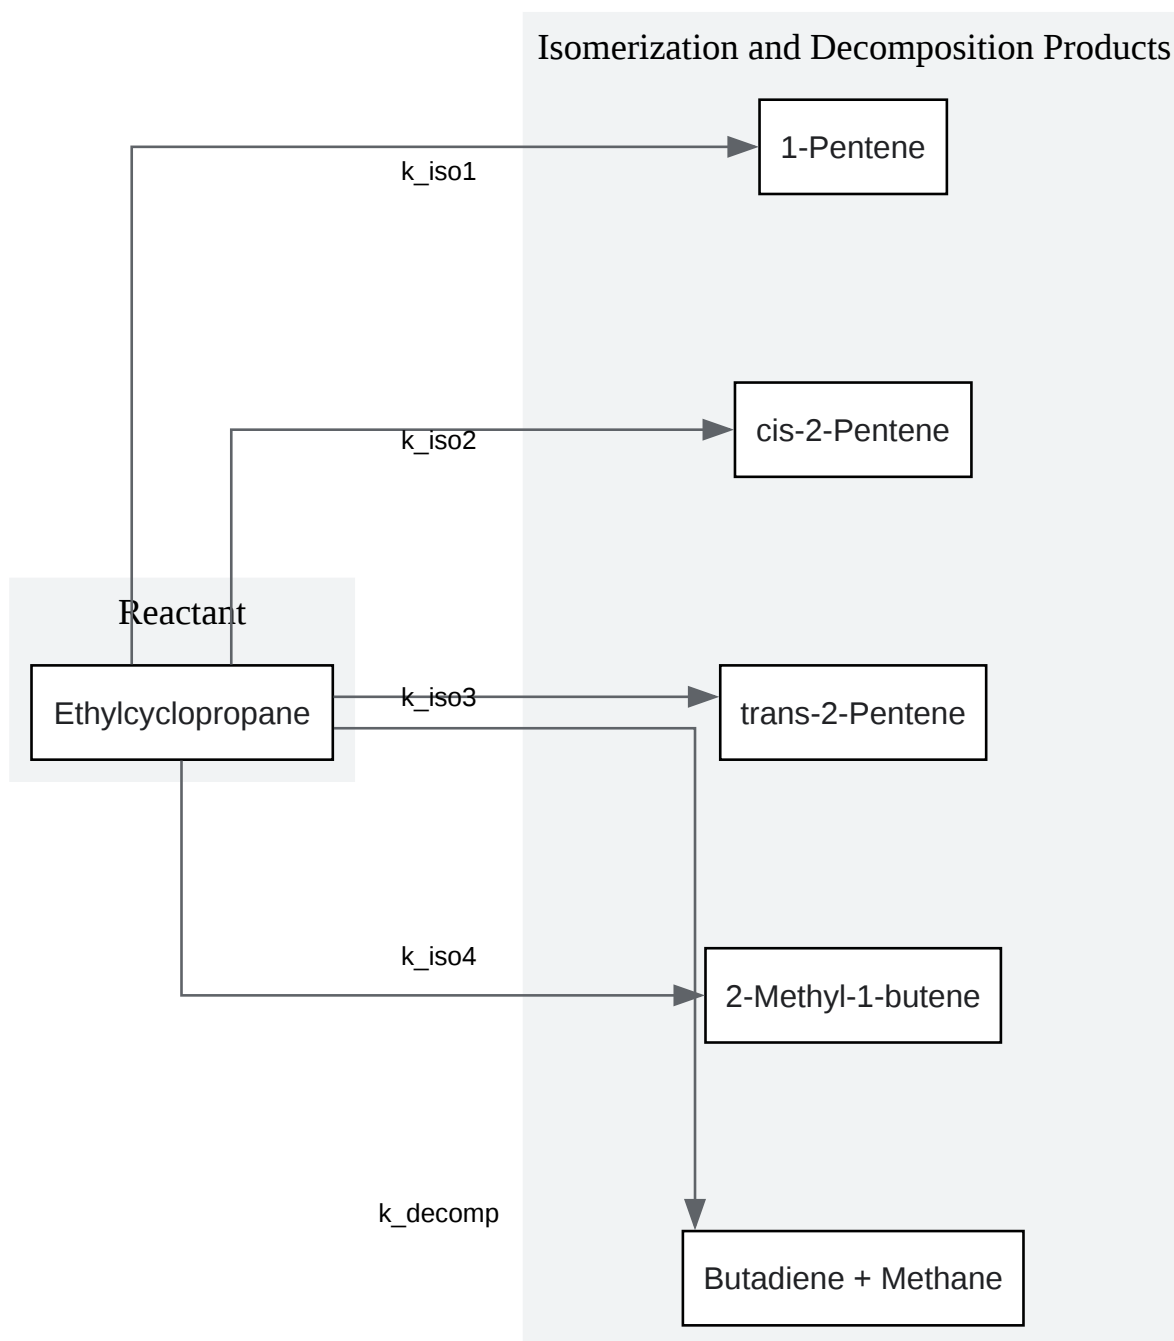 Isomerization and Decomposition Products
1-Pentene
k_iso1
cis-2-Pentene
k_iso2
Reactant
Ethylcyclopropane
k_iso3
trans-2-Pentene
k_iso4
2-Methyl-1-butene
k_decomp
Butadiene + Methane